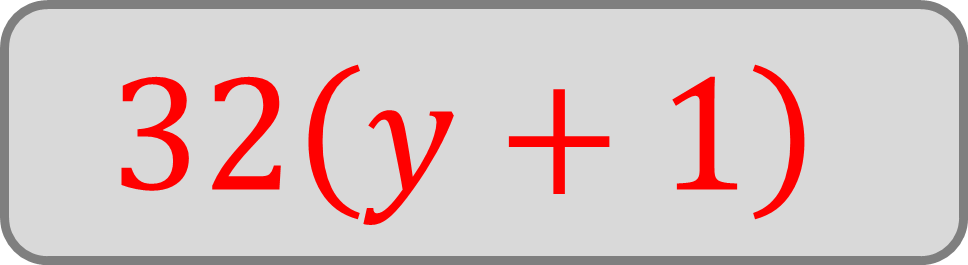 32(y + 1)